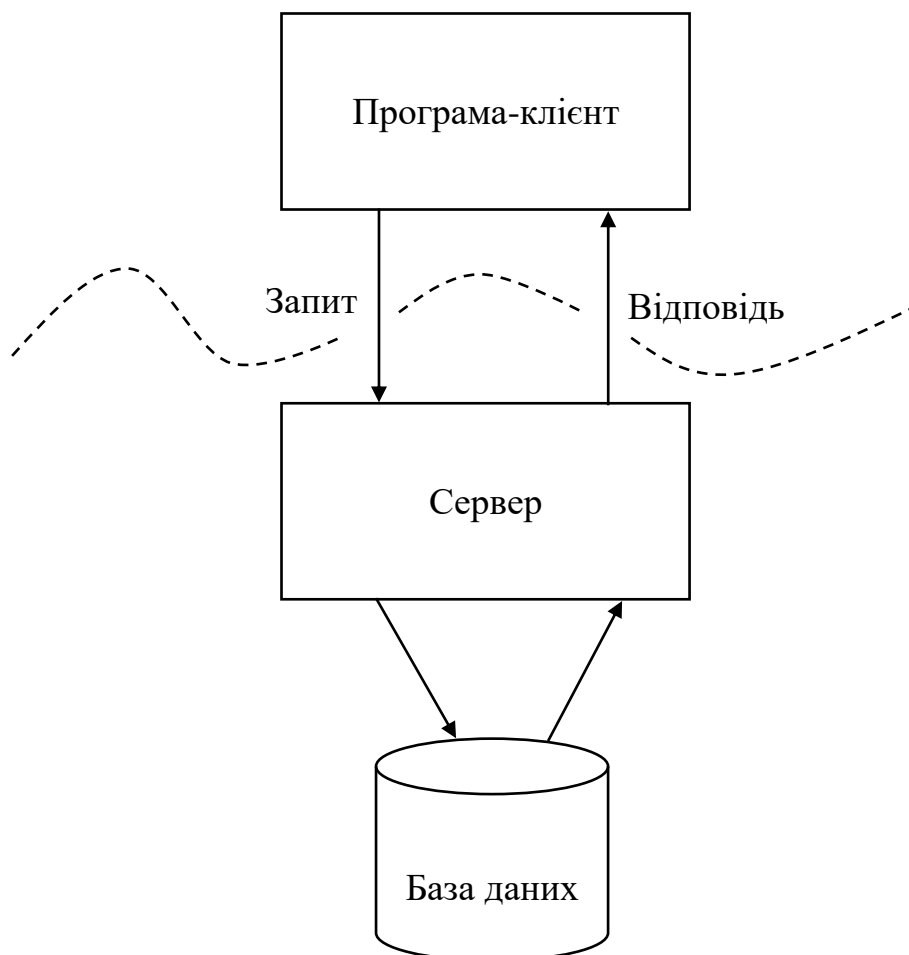 Програма-клієнт
Запит
Відповідь
Сервер
База даних